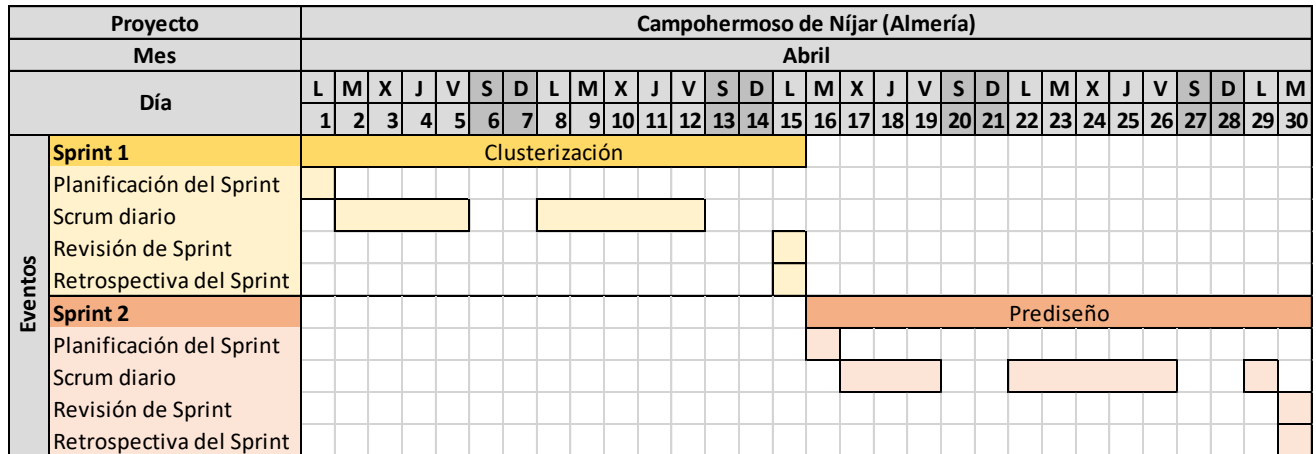 Proyecto Campohermoso de Níjar (Almería)
Mes Abril
Día L M X J V S D L M X J V S D L M X J V S D L M X J V S D L M
1 2 3 4 5 6 7 8 9 10 11 12 13 14 15 16 17 18 19 20 21 22 23 24 25 26 27 28 29 30
Eventos
Sprint 1 Clusterización
Planificación del Sprint
Scrum diario
Revisión de Sprint
Retrospectiva del Sprint
Sprint 2 Prediseño
Planificación del Sprint
Scrum diario
Revisión de Sprint
Retrospectiva del Sprint